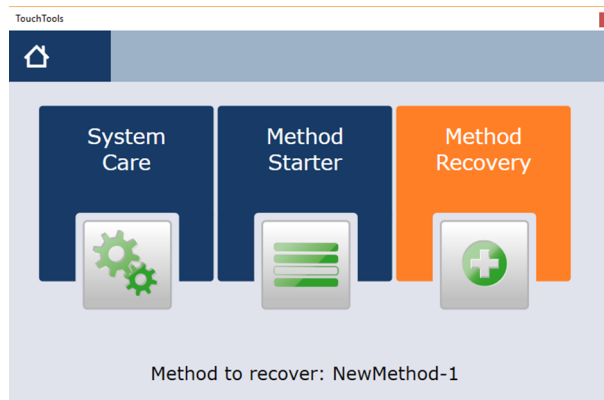 TouchTools
System
Care
Method
Starter
Method
Recovery
Method to recover: NewMethod-1